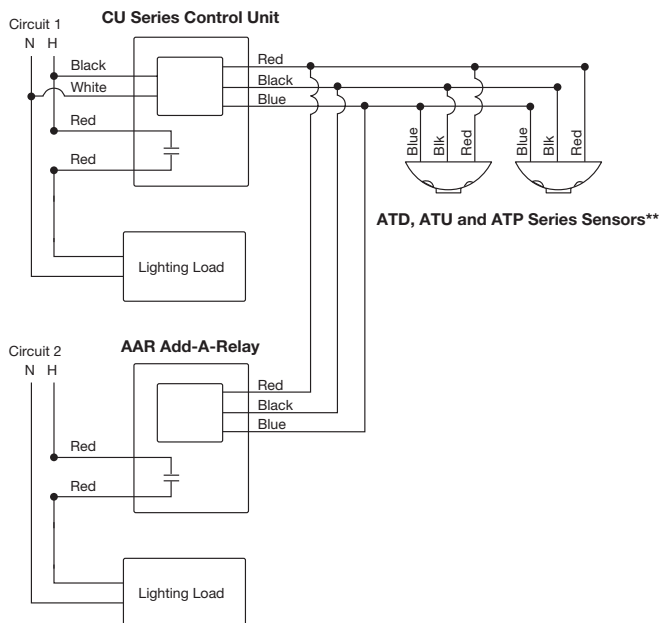 CU Series Control Unit
Circuit 1
N H
Black
White
Red
Red
Red
Black
Blue
Blue
Blk
Red
Blue
Blk
Red
ATD, ATU and ATP Series Sensors**
Lighting Load
AAR Add-A-Relay
Circuit 2
N H
Red
Black
Blue
Red
Red
Lighting Load